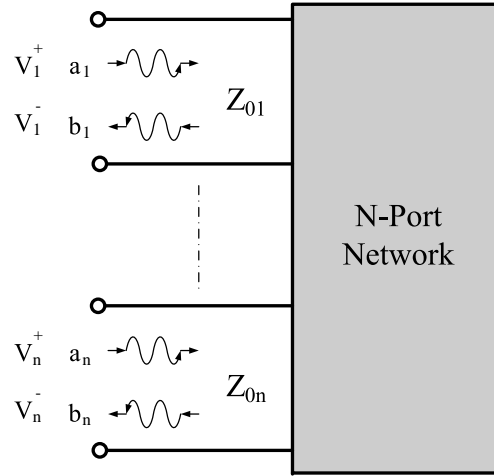 V₁⁺ a₁
V₁⁻ b₁
Z₀₁
N-Port
Network
Vₙ⁺ aₙ
Vₙ⁻ bₙ
Z₀ₙ